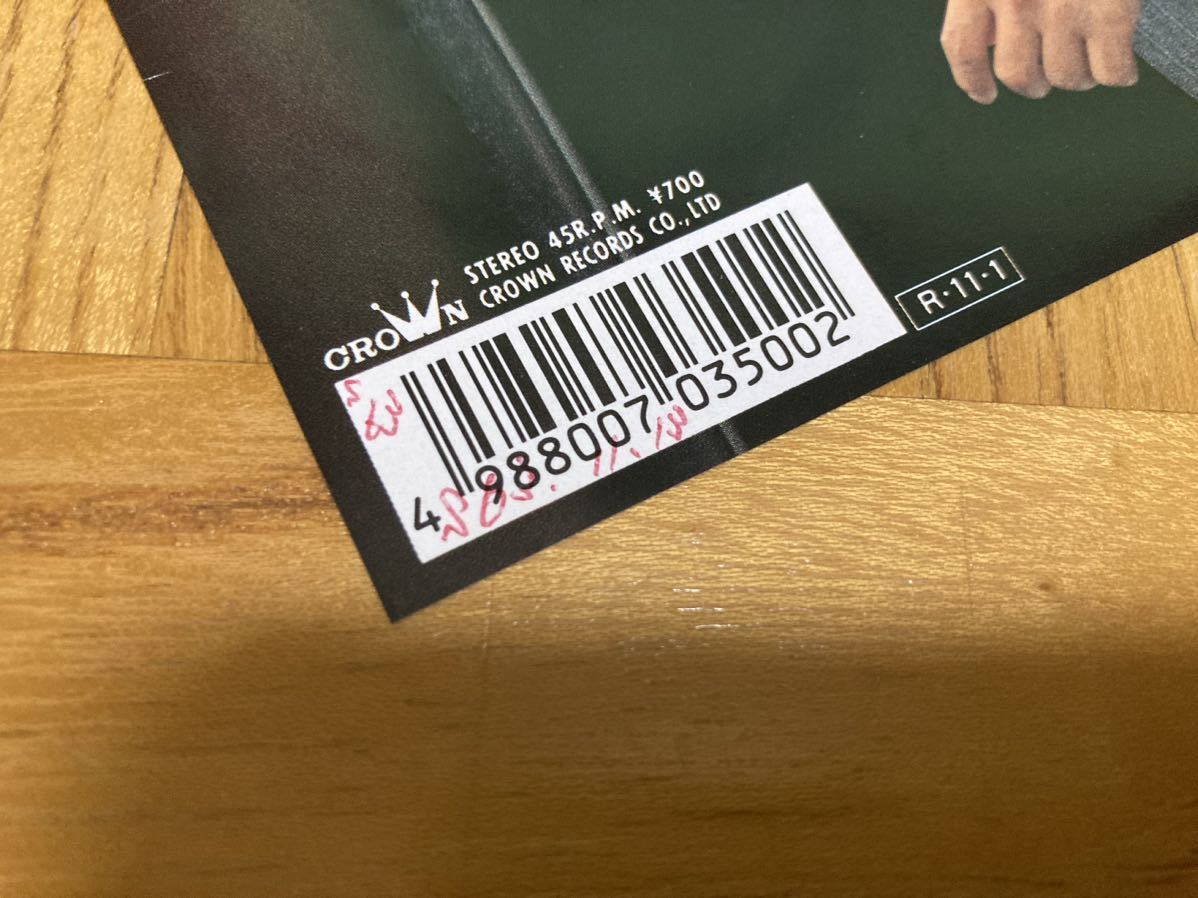 STEREO 45R.P.M. ¥700
CROWN RECORDS CO.,LTD
CROWN
R·11·1
4 988007 035002